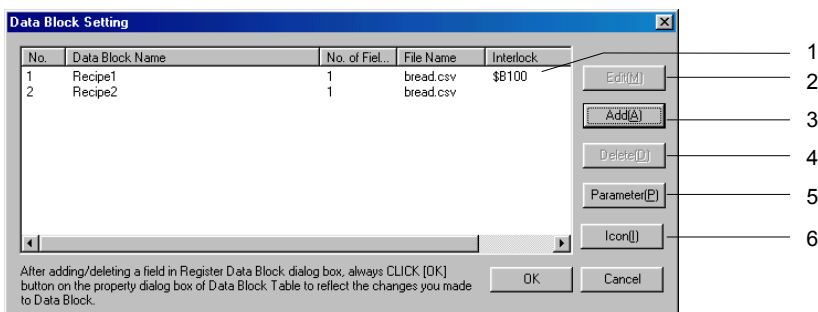 Data Block Setting
No. Data Block Name No. of Fiel... File Name Interlock
1 Recipe1 1 bread.csv $B100
2 Recipe2 1 bread.csv
Edit(M)
Add(A)
Delete(D)
Parameter(P)
Icon(I)
After adding/deleting a field in Register Data Block dialog box, always CLICK [OK]
button on the property dialog box of Data Block Table to reflect the changes you made
to Data Block.
OK Cancel
1
2
3
4
5
6